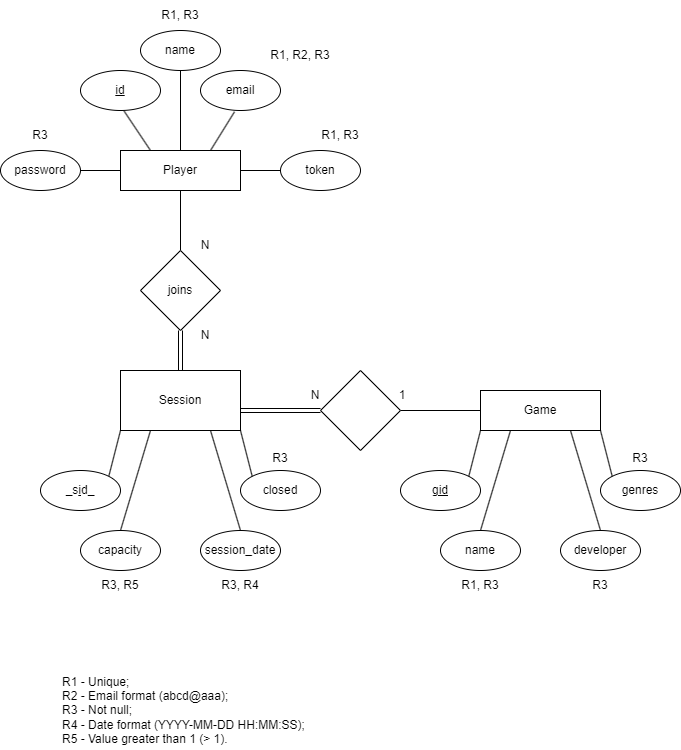 R1, R3
name
R1, R2, R3
id
email
R3
R1, R3
password
Player
token
N
joins
N
Session
N
1
Game
R3
R3
_sid_
closed
gid
genres
capacity
session_date
name
developer
R3, R5
R3, R4
R1, R3
R3
R1 - Unique;
R2 - Email format (abcd@aaa);
R3 - Not null;
R4 - Date format (YYYY-MM-DD HH:MM:SS);
R5 - Value greater than 1 (> 1).